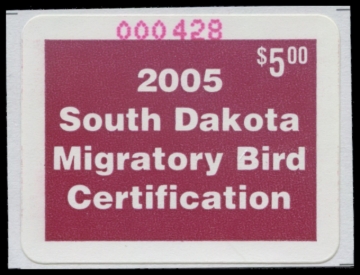 000428
$5.00
2005
South Dakota
Migratory Bird
Certification